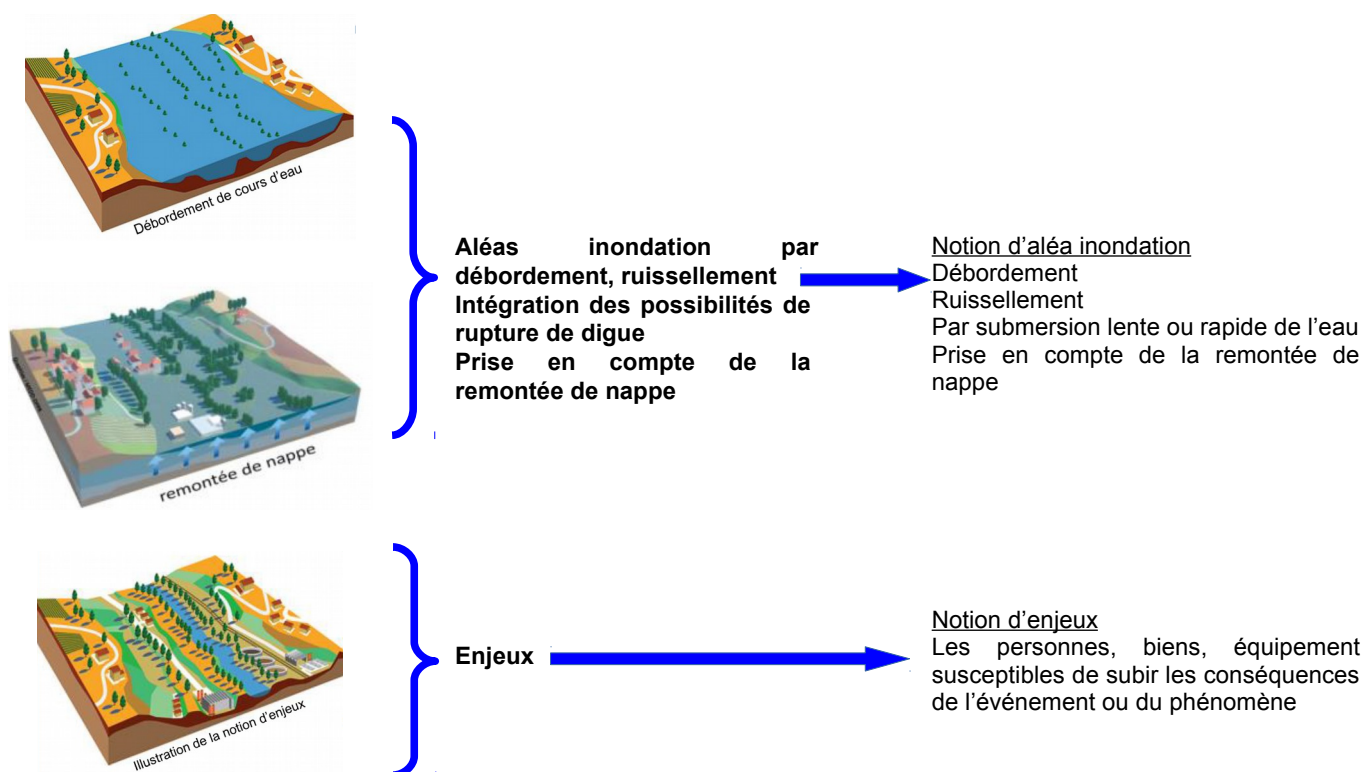 Débordement de cours d'eau
Aléas inondation par
débordement, ruissellement
Intégration des possibilités de
rupture de digue
Prise en compte de la
remontée de nappe
Notion d'aléa inondation
Débordement
Ruissellement
Par submersion lente ou rapide de l'eau
Prise en compte de la remontée de
nappe
remontée de nappe
Illustration de la notion d'enjeux
Enjeux
Notion d'enjeux
Les personnes, biens, équipement
susceptibles de subir les conséquences
de l'événement ou du phénomène